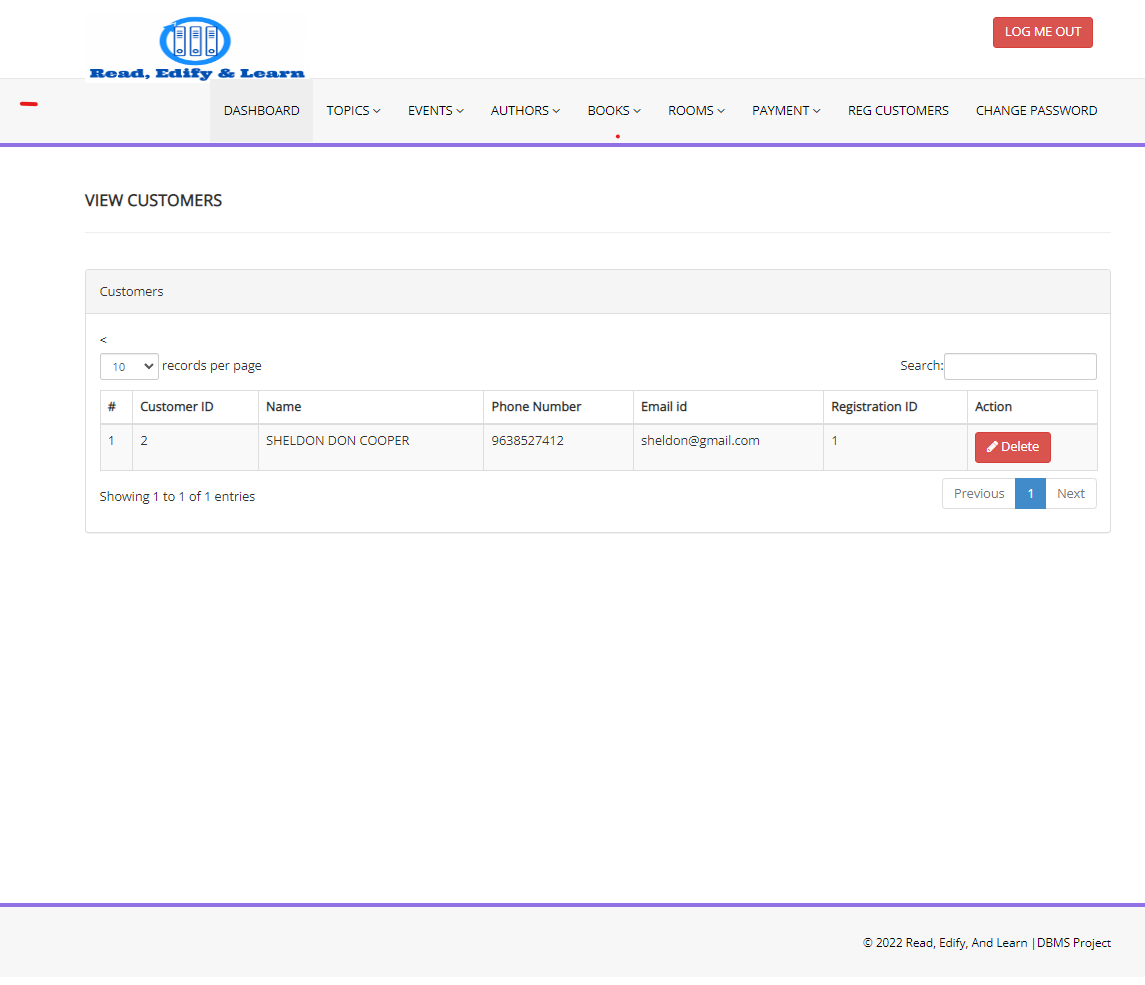 Read, Edify & Learn
LOG ME OUT
DASHBOARD TOPICS EVENTS AUTHORS BOOKS ROOMS PAYMENT REG CUSTOMERS CHANGE PASSWORD
VIEW CUSTOMERS
Customers
<
10 records per page Search:
# Customer ID Name Phone Number Email id Registration ID Action
1 2 SHELDON DON COOPER 9638527412 sheldon@gmail.com 1 Delete
Showing 1 to 1 of 1 entries Previous 1 Next
© 2022 Read, Edify, And Learn |DBMS Project